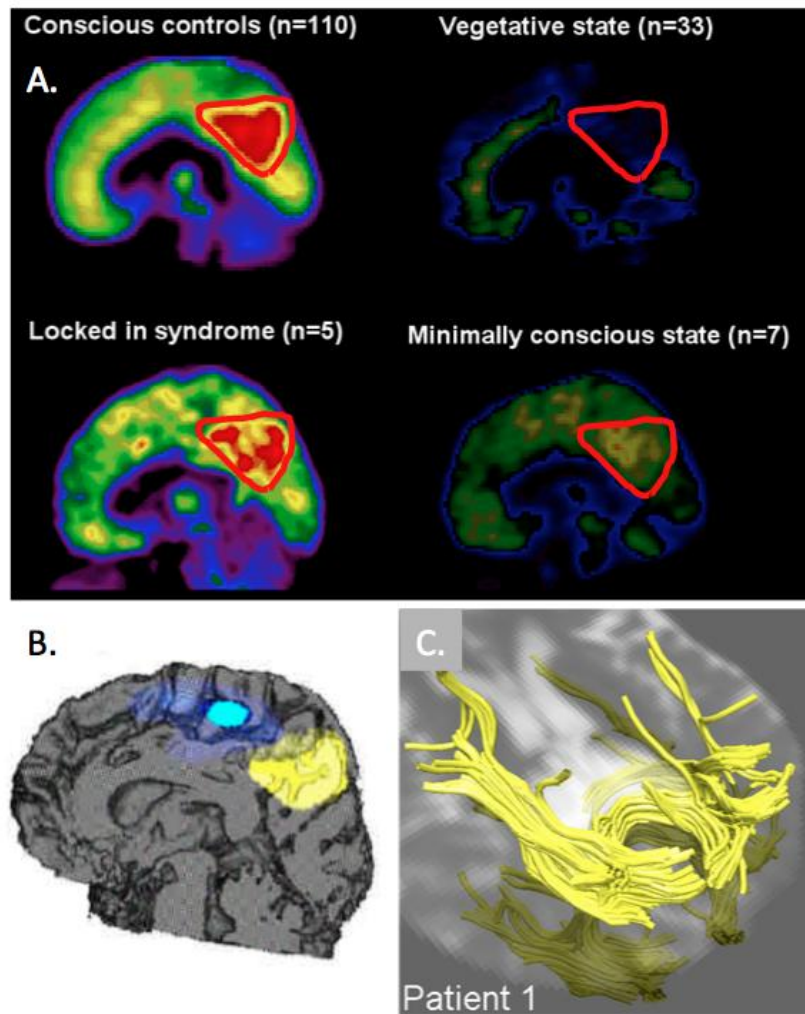 Conscious controls (n=110)
Vegetative state (n=33)
A.
Locked in syndrome (n=5)
Minimally conscious state (n=7)
B.
C.
Patient 1